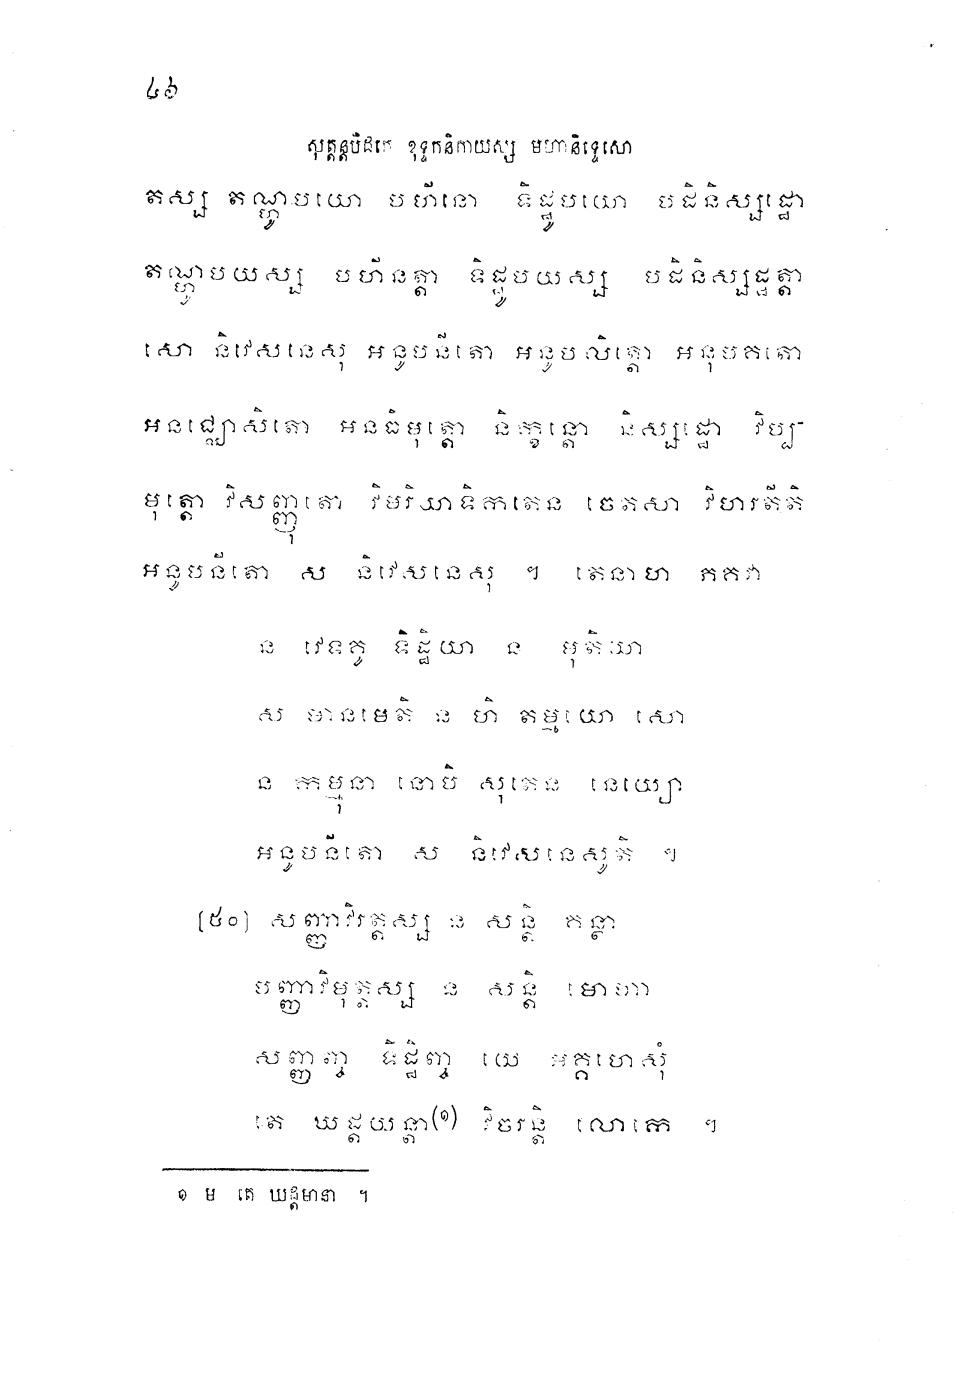 ៤៦
សុត្តន្តបិដកេ ខុទ្ទកនិកាយស្ស មហានិទ្ទេសោ
តស្ស តណ្ហូបយោ បហីនោ ទិដ្ឋូបយោ បដិនិស្សដ្ឋោ
តណ្ហូបយស្ស បហីនត្តា ទិដ្ឋូបយស្ស បដិនិស្សដ្ឋត្តា
សោ និវេសនេសុ អនូបនីតោ អនូបលិត្តោ អនុបគតោ
អនជ្ឈោសិតោ អនធិមុត្តោ និក្ខន្តោ និស្សដ្ឋោ វិប្ប-
មុត្តោ វិសញ្ញុតោ វិមរិយាទិកតេន ចេតសា វិហរតីតិ
អនូបនីតោ ស និវេសនេសុ ។ តេនាហ ភគវា
ន វេទគូ ទិដ្ឋិយា ន មុតិយា
ស មានមេតិ ន ហិ តម្មយោ សោ
ន កម្មុនា នោបិ សុតេន នេយ្យោ
អនូបនីតោ ស និវេសនេសូតិ ។
[៥០] សញ្ញាវិរត្តស្ស ន សន្តិ គន្ថា
បញ្ញាវិមុត្តស្ស ន សន្តិ មោហា
សញ្ញញ្ច ទិដ្ឋិញ្ច យេ អគ្គហេសុំ
តេ ឃដ្តយន្តា(១) វិចរន្តិ លោកេ ។
១ ម តេ ឃដ្តមានា ។